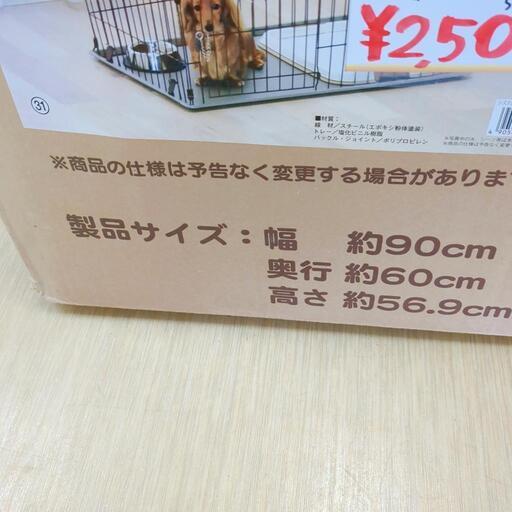 ¥2,50
31
■材質:
線 材/スチール(エポキシ粉体塗装)
トレー/塩化ビニル樹脂
バックル・ジョイント/ポリプロピレン
※商品の仕様は予告なく変更する場合がありま
製品サイズ:幅 約90cm
奥行 約60cm
高さ 約56.9cm